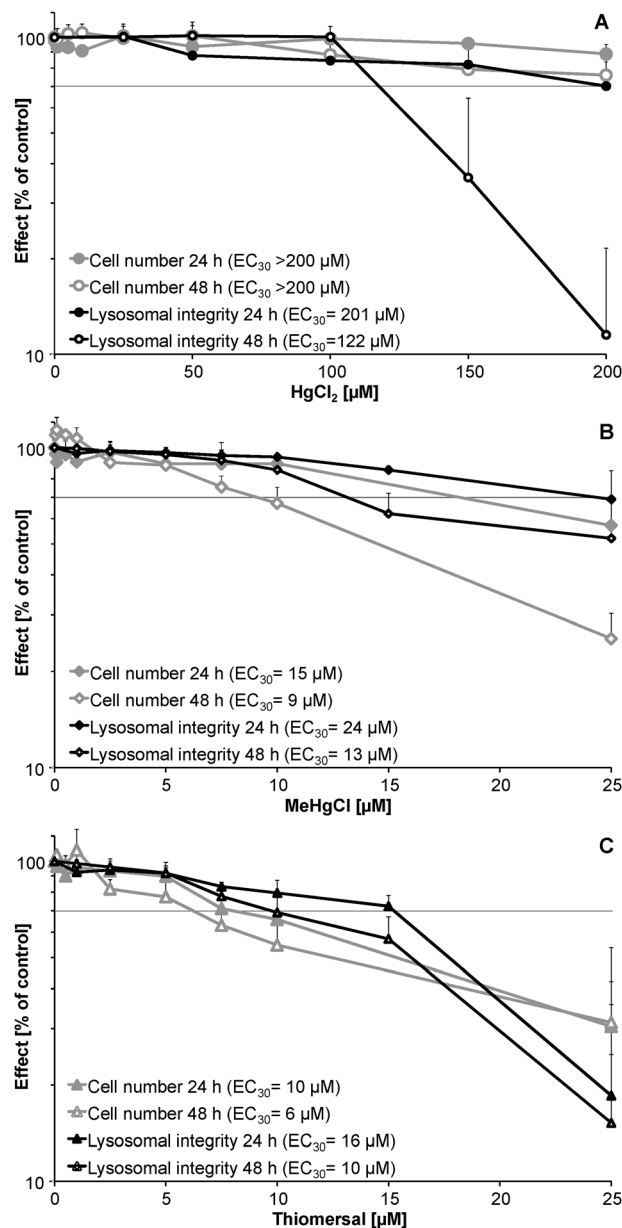 A
100
Effect [% of control]
Cell number 24 h (EC₃₀ >200 µM)
Cell number 48 h (EC₃₀ >200 µM)
Lysosomal integrity 24 h (EC₃₀= 201 µM)
Lysosomal integrity 48 h (EC₃₀=122 µM)
10
0 50 100 150 200
HgCl₂ [µM]
B
100
Effect [% of control]
Cell number 24 h (EC₃₀= 15 µM)
Cell number 48 h (EC₃₀= 9 µM)
Lysosomal integrity 24 h (EC₃₀= 24 µM)
Lysosomal integrity 48 h (EC₃₀= 13 µM)
10
0 5 10 15 20 25
MeHgCl [µM]
C
100
Effect [% of control]
Cell number 24 h (EC₃₀= 10 µM)
Cell number 48 h (EC₃₀= 6 µM)
Lysosomal integrity 24 h (EC₃₀= 16 µM)
Lysosomal integrity 48 h (EC₃₀= 10 µM)
10
0 5 10 15 20 25
Thiomersal [µM]